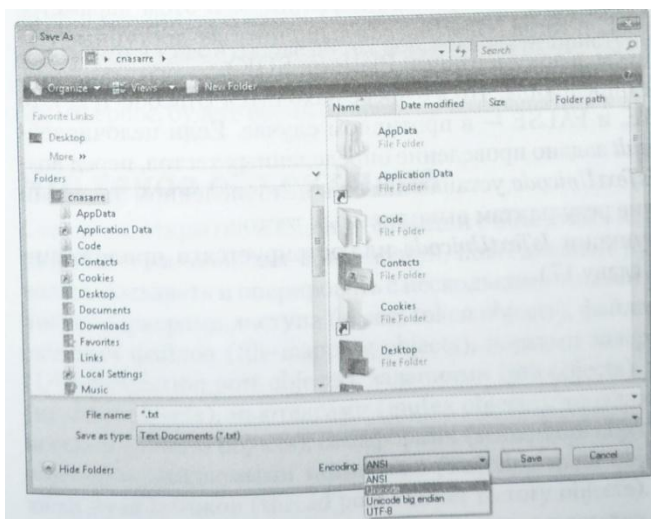 Save As
cnasarre
Search
Organize Views New Folder
Favorite Links
Desktop
More »
Folders
cnasarre
AppData
Application Data
Code
Contacts
Cookies
Desktop
Documents
Downloads
Favorites
Links
Local Settings
Music
Name Date modified Size Folder path
AppData
File Folder
Application Data
File Folder
Code
File Folder
Contacts
File Folder
Cookies
File Folder
Desktop
File Folder
File name: *.txt
Save as type: Text Documents (*.txt)
Hide Folders
Encoding: ANSI
Save Cancel
ANSI
Unicode
Unicode big endian
UTF-8